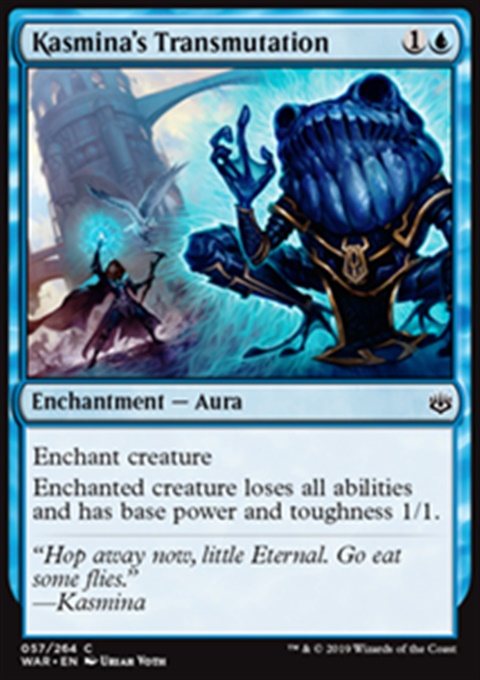 Kasmina's Transmutation 1
Enchantment — Aura
Enchant creature
Enchanted creature loses all abilities
and has base power and toughness 1/1.
“Hop away now, little Eternal. Go eat
some flies.”
—Kasmina
057/264 C
WAR • EN Uriah Voth
™ & © 2019 Wizards of the Coast